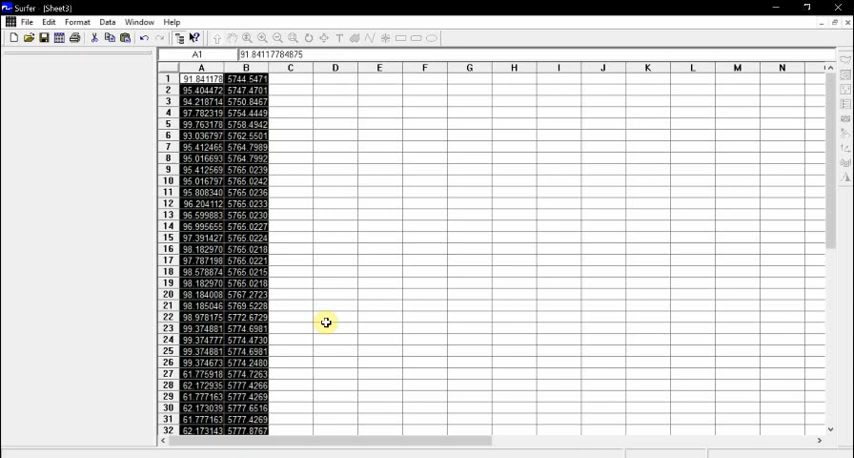 Surfer - [Sheet3]
File Edit Format Data Window Help
A1 91.84117784875
A B C D E F G H I J K L M N
1 91.841178 5744.5471
2 95.404472 5747.4701
3 94.218714 5750.8467
4 97.782319 5754.4449
5 99.763178 5758.4942
6 93.036797 5762.5501
7 95.412465 5764.7989
8 95.016693 5764.7992
9 95.412569 5765.0239
10 95.016797 5765.0242
11 95.808340 5765.0236
12 96.204112 5765.0233
13 96.599883 5765.0230
14 96.995655 5765.0227
15 97.391427 5765.0224
16 98.182970 5765.0218
17 97.787198 5765.0221
18 98.578874 5765.0215
19 98.182970 5765.0218
20 98.184008 5767.2723
21 98.185046 5769.5228
22 98.978175 5772.6729
23 99.374881 5774.6981
24 99.374777 5774.4730
25 99.374881 5774.6981
26 99.374673 5774.2480
27 61.775918 5774.7263
28 62.172935 5777.4266
29 61.777163 5777.4269
30 62.173039 5777.6516
31 61.777163 5777.4269
32 62.173143 5777.8767